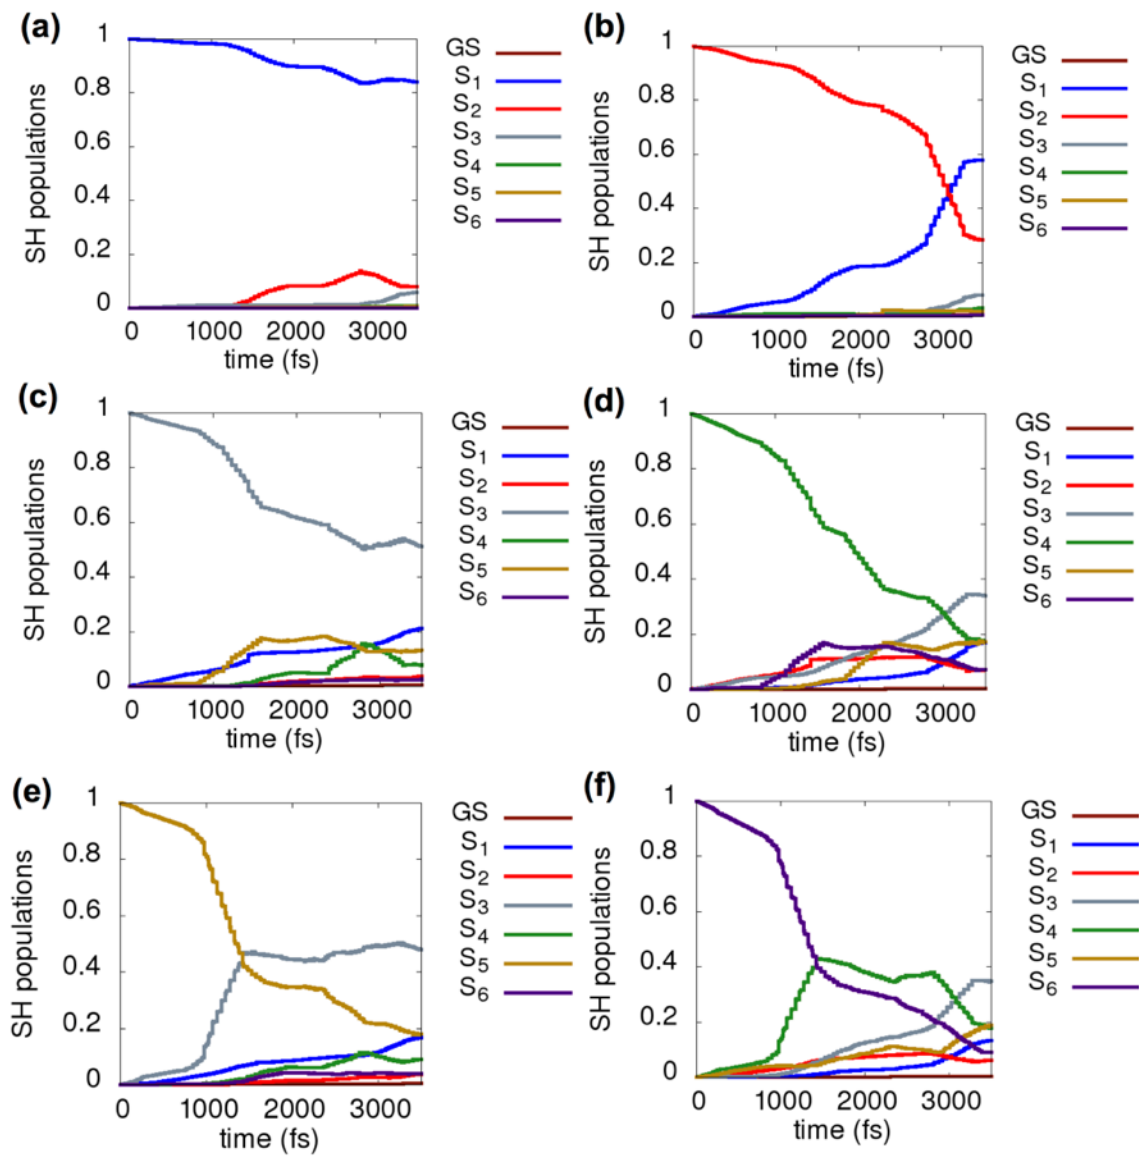 (a)
SH populations
1
0.8
0.6
0.4
0.2
0
0 1000 2000 3000
time (fs)
GS
S1
S2
S3
S4
S5
S6
(b)
SH populations
1
0.8
0.6
0.4
0.2
0
0 1000 2000 3000
time (fs)
GS
S1
S2
S3
S4
S5
S6
(c)
SH populations
1
0.8
0.6
0.4
0.2
0
0 1000 2000 3000
time (fs)
GS
S1
S2
S3
S4
S5
S6
(d)
SH populations
1
0.8
0.6
0.4
0.2
0
0 1000 2000 3000
time (fs)
GS
S1
S2
S3
S4
S5
S6
(e)
SH populations
1
0.8
0.6
0.4
0.2
0
0 1000 2000 3000
time (fs)
GS
S1
S2
S3
S4
S5
S6
(f)
SH populations
1
0.8
0.6
0.4
0.2
0
0 1000 2000 3000
time (fs)
GS
S1
S2
S3
S4
S5
S6